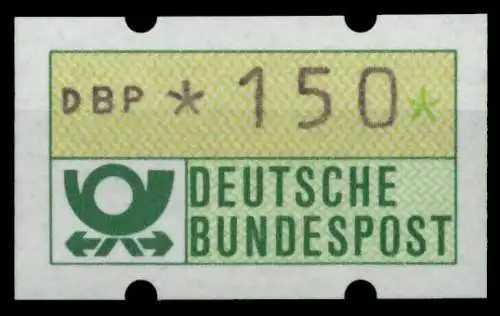 DBP *150*
DEUTSCHE
BUNDESPOST